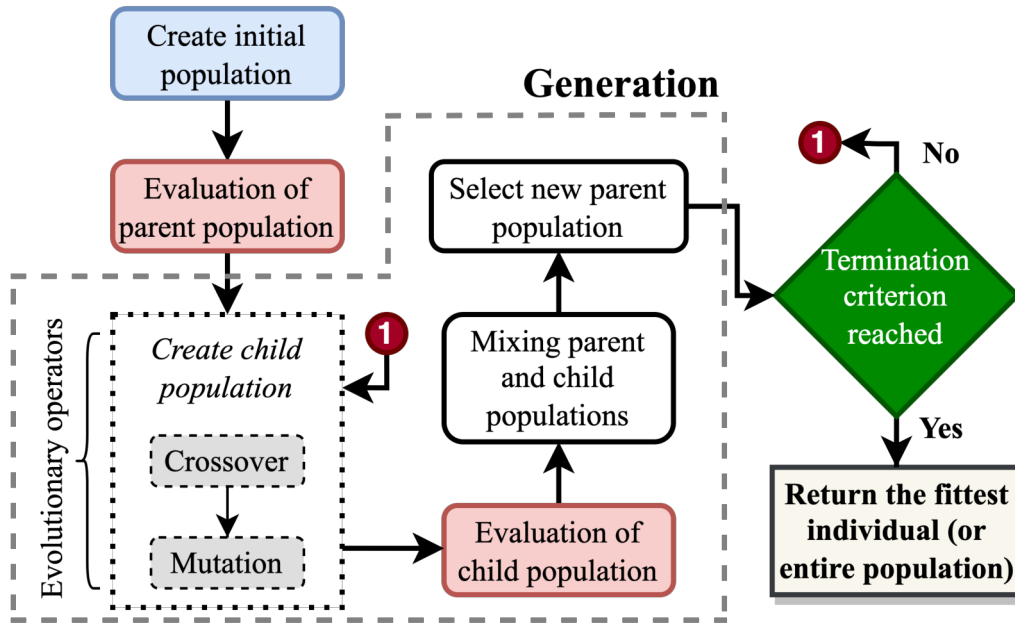 Create initial
population
Evaluation of
parent population
Generation
Evolutionary operators
Create child
population
1
Crossover
Mutation
Evaluation of
child population
Mixing parent
and child
populations
Select new parent
population
Termination
criterion
reached
No
1
Yes
Return the fittest
individual (or
entire population)